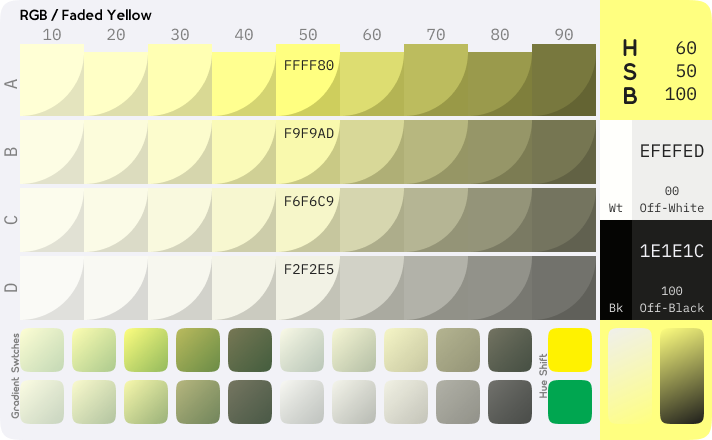 RGB / Faded Yellow
10 20 30 40 50 60 70 80 90
A
FFFF80
B
F9F9AD
C
F6F6C9
D
F2F2E5
Gradient Swtches
Hue Shift
H 60
S 50
B 100
EFEFED
00
Wt Off-White
1E1E1C
100
Bk Off-Black